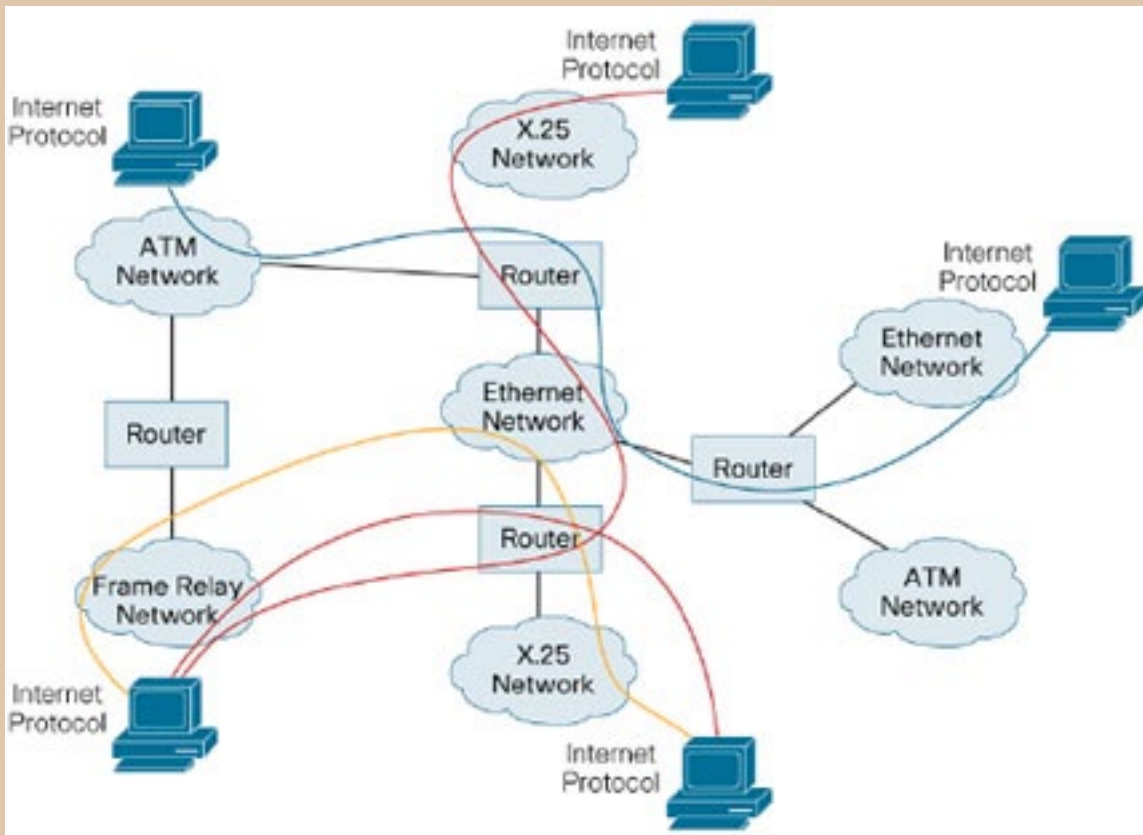 Internet
Protocol
X.25
Network
Internet
Protocol
ATM
Network
Router
Internet
Protocol
Ethernet
Network
Ethernet
Network
Router
Router
Router
Frame Relay
Network
ATM
Network
X.25
Network
Internet
Protocol
Internet
Protocol